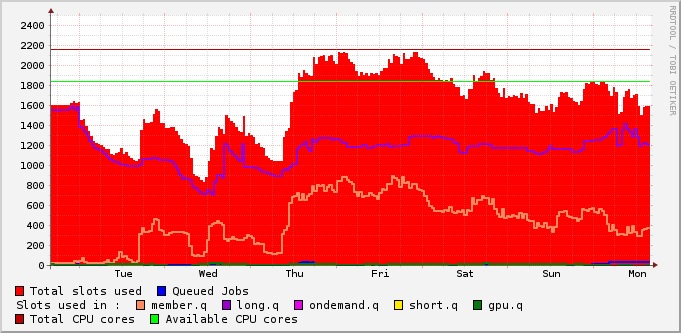 RRDTOOL / TOBI OETIKER
2400
2200
2000
1800
1600
1400
1200
1000
800
600
400
200
0
Tue Wed Thu Fri Sat Sun Mon
Total slots used Queued Jobs
Slots used in : member.q long.q ondemand.q short.q gpu.q
Total CPU cores Available CPU cores